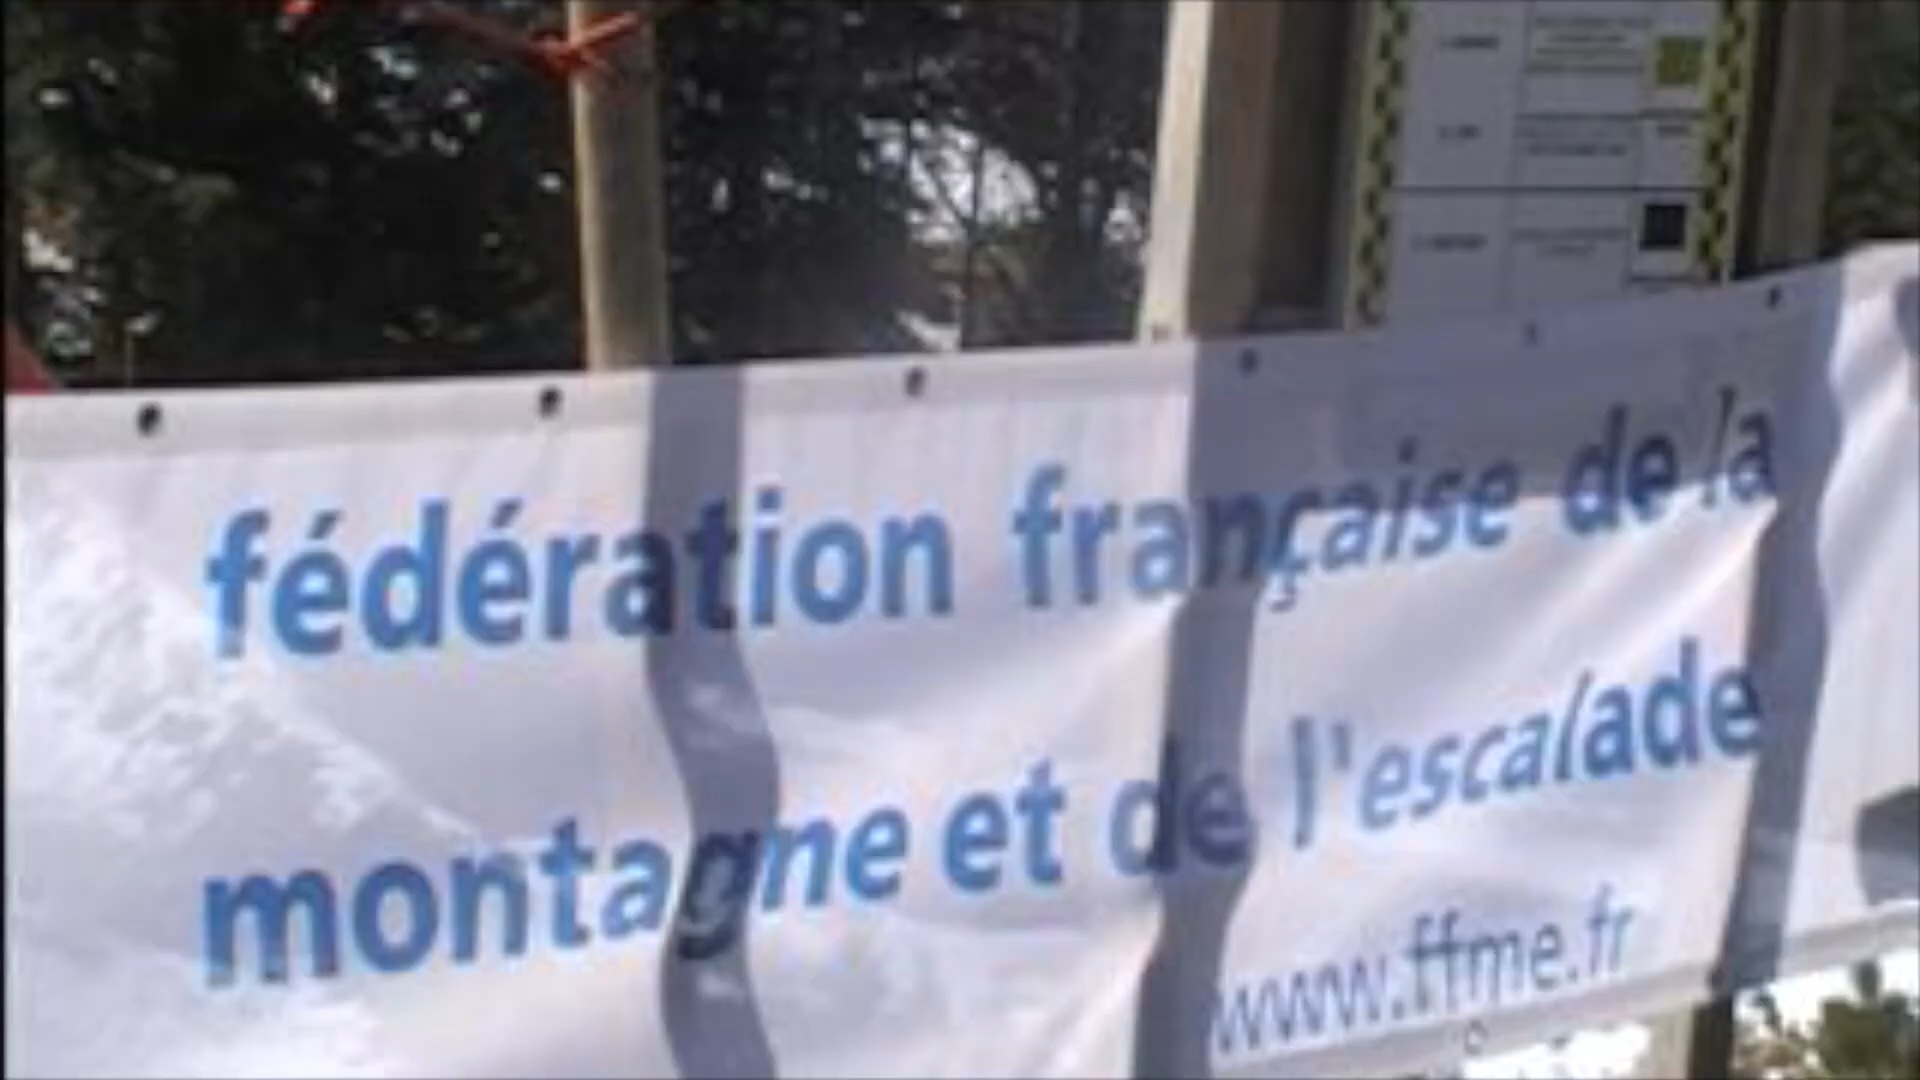 fédération française de la
montagne et de l'escalade
www.ffme.fr